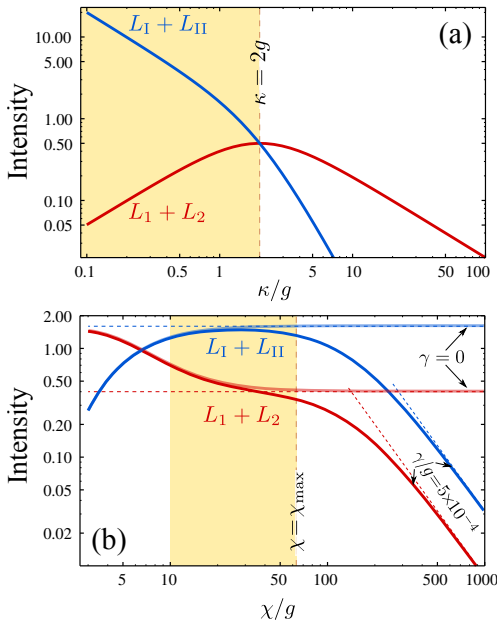 (a)
L_I + L_II
κ = 2g
L_1 + L_2
Intensity
10.00
5.00
1.00
0.50
0.10
0.05
0.1
0.5
1
5
10
50
100
κ/g
(b)
L_I + L_II
γ = 0
L_1 + L_2
χ = χ_max
γ/g=5×10^-4
Intensity
2.00
1.00
0.50
0.20
0.10
0.05
0.02
5
10
50
100
500
1000
χ/g